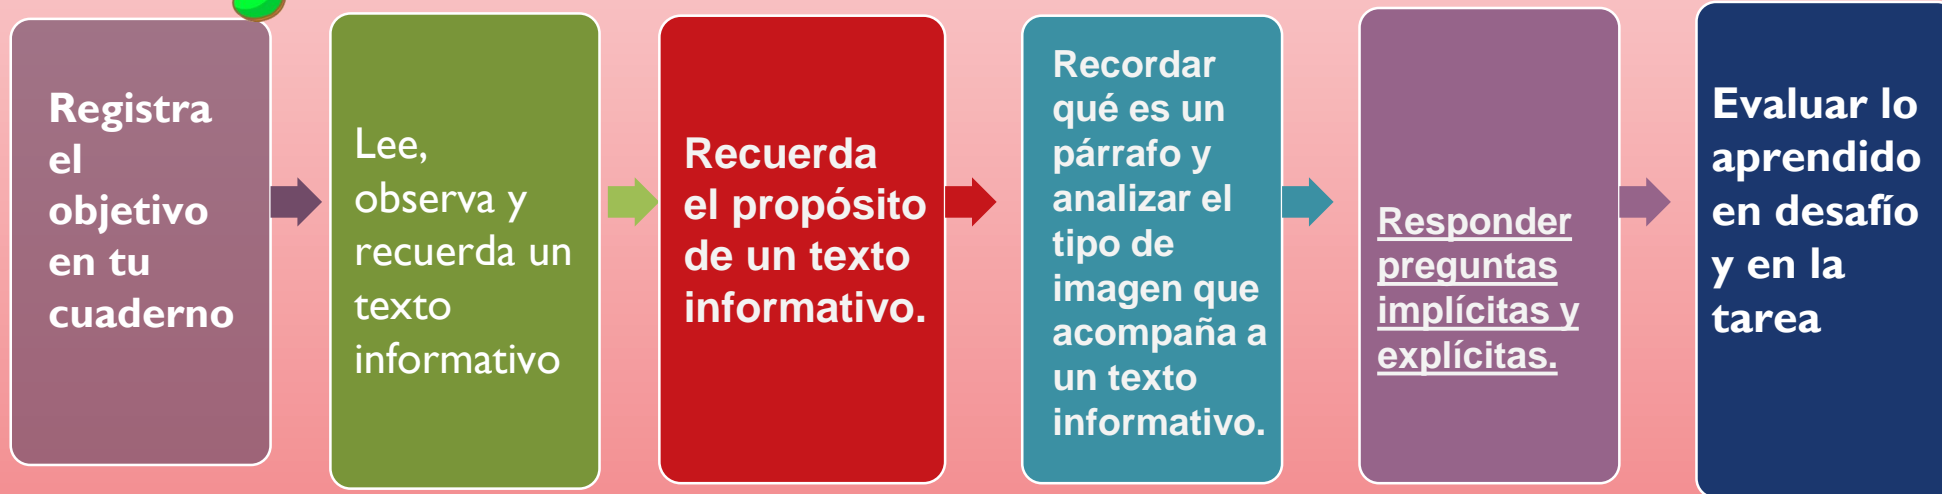 Registra
el
objetivo
en tu
cuaderno
Lee,
observa y
recuerda un
texto
informativo
Recuerda
el propósito
de un texto
informativo.
Recordar
qué es un
párrafo y
analizar el
tipo de
imagen que
acompaña a
un texto
informativo.
Responder
preguntas
implícitas y
explícitas.
Evaluar lo
aprendido
en desafío
y en la
tarea